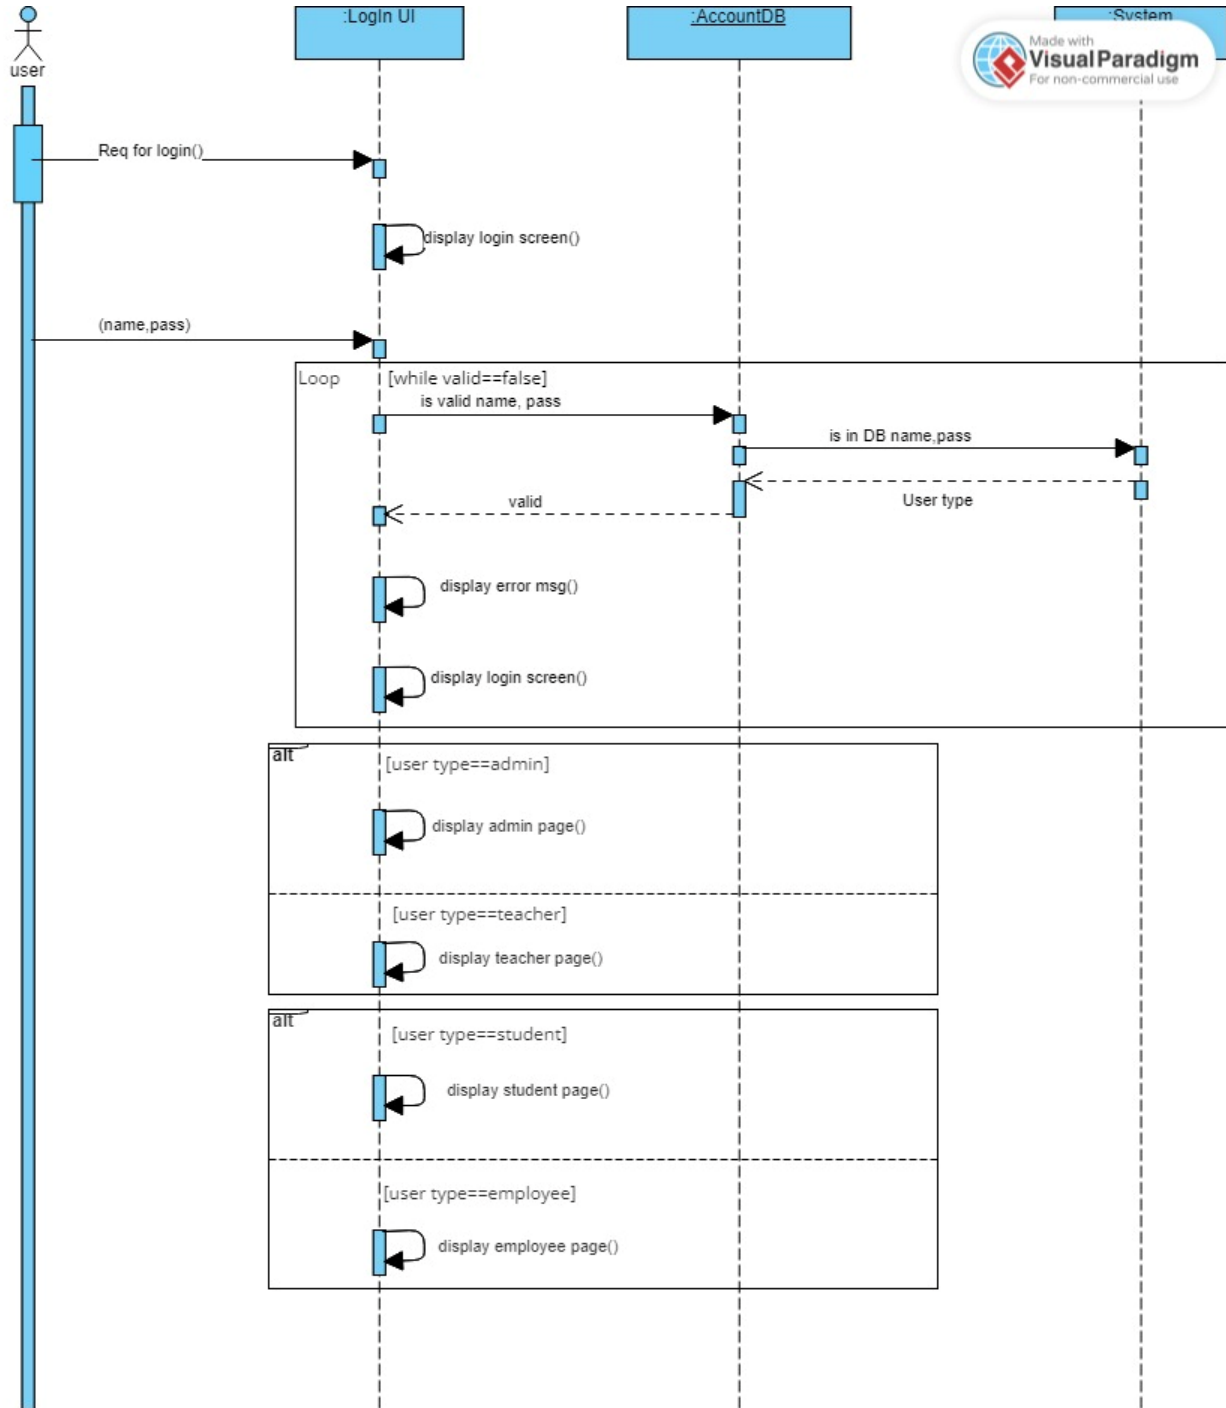 :LogIn UI
:AccountDB
:System
Made with
Visual Paradigm
For non-commercial use
user
Req for login()
display login screen()
(name,pass)
Loop
[while valid==false]
is valid name, pass
is in DB name,pass
User type
valid
display error msg()
display login screen()
alt
[user type==admin]
display admin page()
[user type==teacher]
display teacher page()
alt
[user type==student]
display student page()
[user type==employee]
display employee page()